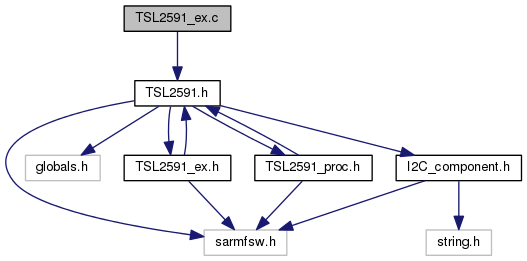 TSL2591_ex.c
TSL2591.h
globals.h
TSL2591_ex.h
TSL2591_proc.h
I2C_component.h
sarmfsw.h
string.h